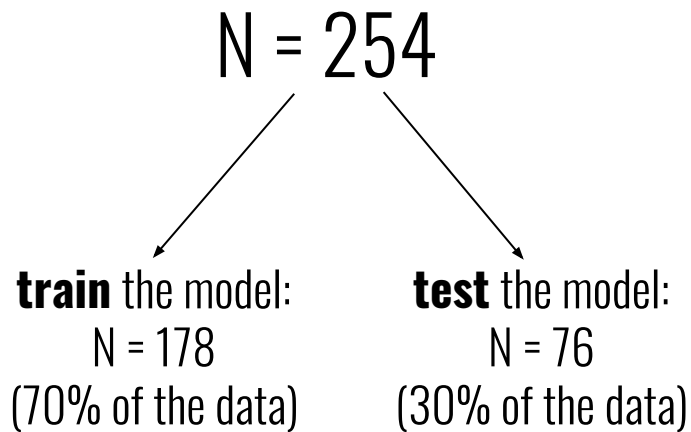 N = 254
train the model:
N = 178
(70% of the data)
test the model:
N = 76
(30% of the data)